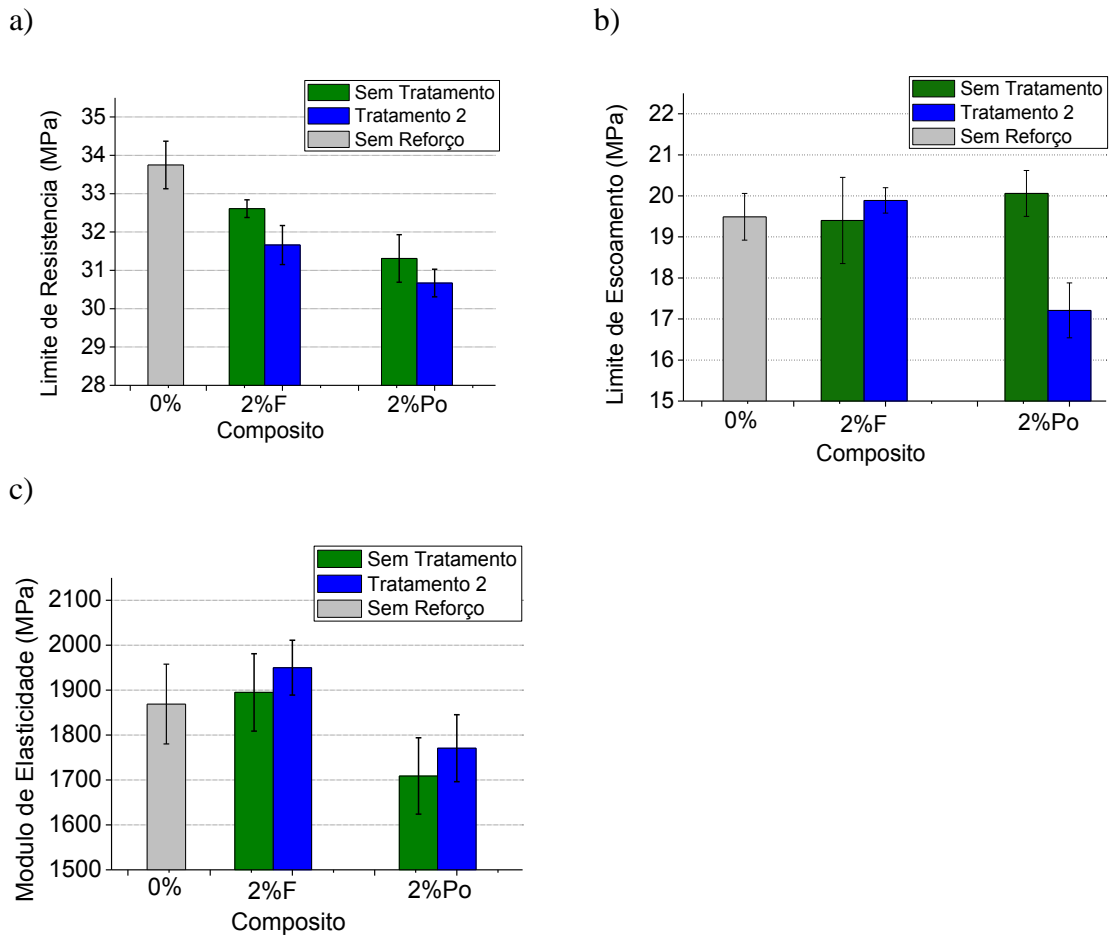 a)
Sem Tratamento
Tratamento 2
Sem Reforço
Limite de Resistencia (MPa)
35
34
33
32
31
30
29
28
0%
2%F
2%Po
Composito
b)
Sem Tratamento
Tratamento 2
Sem Reforço
Limite de Escoamento (MPa)
22
21
20
19
18
17
16
15
0%
2%F
2%Po
Composito
c)
Sem Tratamento
Tratamento 2
Sem Reforço
Modulo de Elasticidade (MPa)
2100
2000
1900
1800
1700
1600
1500
0%
2%F
2%Po
Composito